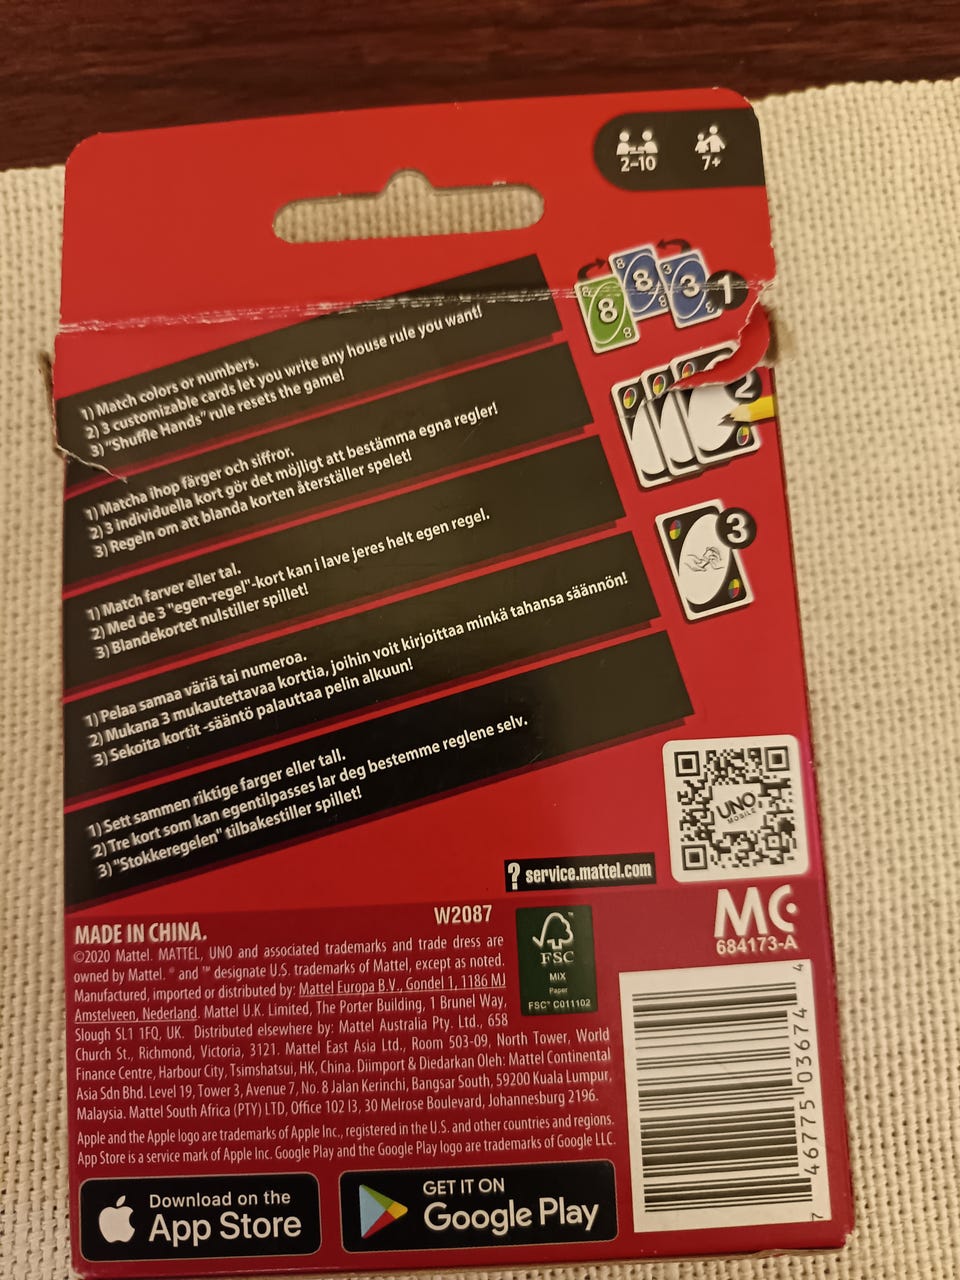 2–10 7+
8
8
3
1
2
3
1) Match colors or numbers.
2) 3 customizable cards let you write any house rule you want!
3) "Shuffle Hands" rule resets the game!
1) Matcha ihop färger och siffror.
2) 3 individuella kort gör det möjligt att bestämma egna regler!
3) Regeln om att blanda korten återställer spelet!
1) Match farver eller tal.
2) Med de 3 "egen-regel"-kort kan i lave jeres helt egen regel.
3) Blandekortet nulstiller spillet!
1) Pelaa samaa väriä tai numeroa.
2) Mukana 3 mukautettavaa korttia, joihin voit kirjoittaa minkä tahansa säännön!
3) Sekoita kortit -sääntö palauttaa pelin alkuun!
1) Sett sammen riktige farger eller tall.
2) Tre kort som kan egentilpasses lar deg bestemme reglene selv.
3) "Stokkeregelen" tilbakestiller spillet!
UNO
MOBILE
? service.mattel.com
MC
684173-A
W2087
MADE IN CHINA.
©2020 Mattel. MATTEL, UNO and associated trademarks and trade dress are
owned by Mattel. ® and ™ designate U.S. trademarks of Mattel, except as noted.
Manufactured, imported or distributed by: Mattel Europa B.V., Gondel 1, 1186 MJ
Amstelveen, Nederland. Mattel U.K. Limited, The Porter Building, 1 Brunel Way,
Slough SL1 1FQ, UK. Distributed elsewhere by: Mattel Australia Pty. Ltd., 658
Church St., Richmond, Victoria, 3121. Mattel East Asia Ltd., Room 503-09, North Tower, World
Finance Centre, Harbour City, Tsimshatsui, HK, China. Diimport & Diedarkan Oleh: Mattel Continental
Asia Sdn Bhd. Level 19, Tower 3, Avenue 7, No. 8 Jalan Kerinchi, Bangsar South, 59200 Kuala Lumpur,
Malaysia. Mattel South Africa (PTY) LTD, Office 102 I3, 30 Melrose Boulevard, Johannesburg 2196.
Apple and the Apple logo are trademarks of Apple Inc., registered in the U.S. and other countries and regions.
App Store is a service mark of Apple Inc. Google Play and the Google Play logo are trademarks of Google LLC.
FSC
MIX
Paper
FSC™ C011102
7 46775 03674 4
Download on the
App Store
GET IT ON
Google Play